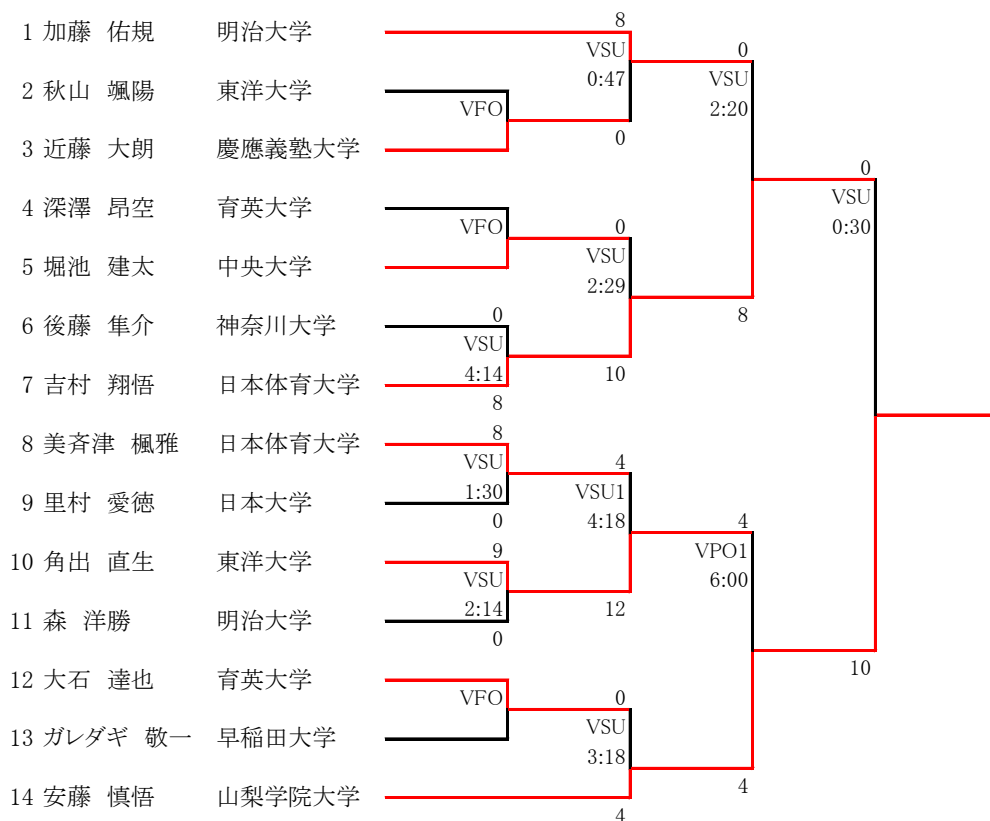 8
1 加藤 佑規 明治大学
VSU 0
0:47 VSU
2 秋山 颯陽 東洋大学
VFO 2:20
0
3 近藤 大朗 慶應義塾大学
0
4 深澤 昂空 育英大学 VSU
VFO 0 0:30
VSU
5 堀池 建太 中央大学
2:29
0 8
6 後藤 隼介 神奈川大学
VSU
4:14 10
7 吉村 翔悟 日本体育大学
8
8
8 美斉津 楓雅 日本体育大学
VSU 4
1:30 VSU1
9 里村 愛徳 日本大学
0 4:18 4
9 VPO1
10 角出 直生 東洋大学
VSU 6:00
2:14 12
11 森 洋勝 明治大学
0
10
12 大石 達也 育英大学
VFO 0
VSU
13 ガレダギ 敬一 早稲田大学
3:18
4
14 安藤 慎悟 山梨学院大学
4